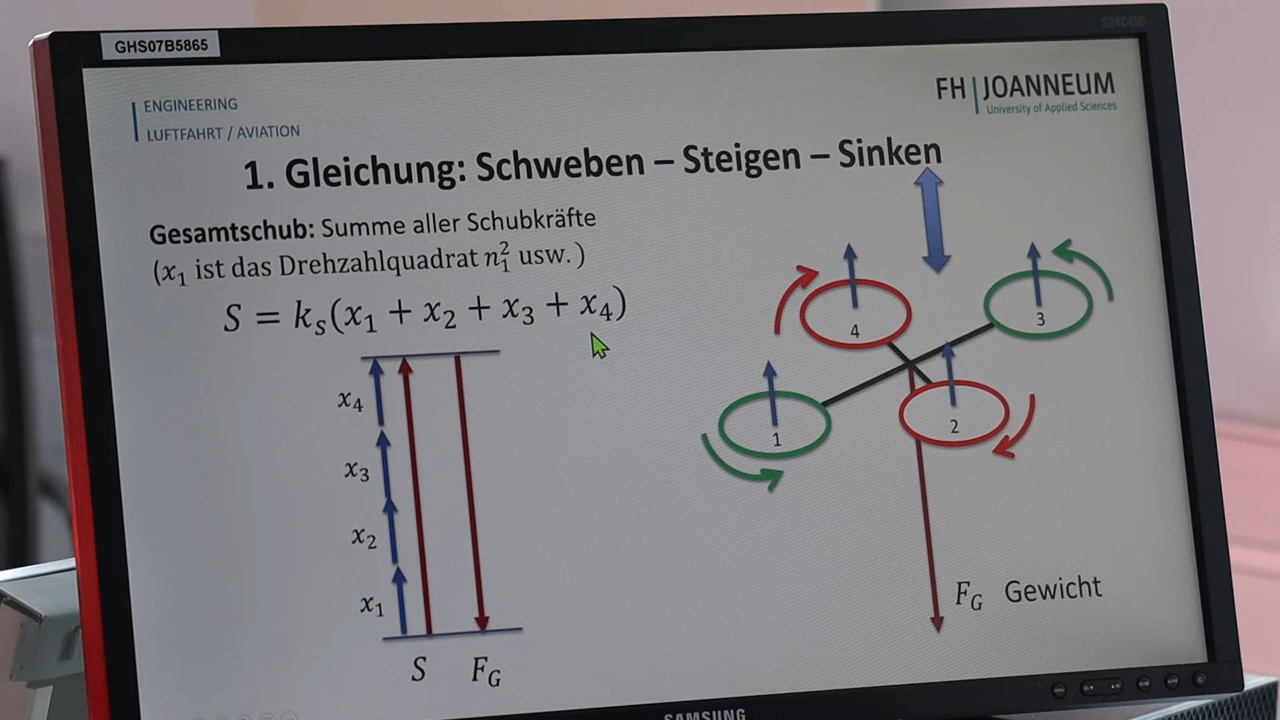 S24C450
GHS07B5865
ENGINEERING
LUFTFAHRT / AVIATION
FH | JOANNEUM
University of Applied Sciences
1. Gleichung: Schweben – Steigen – Sinken
Gesamtschub: Summe aller Schubkräfte
(x₁ ist das Drehzahlquadrat n₁² usw.)
S = kₛ(x₁ + x₂ + x₃ + x₄)
x₄
x₃
x₂
x₁
S F_G
4
3
1
2
F_G Gewicht
SAMSUNG